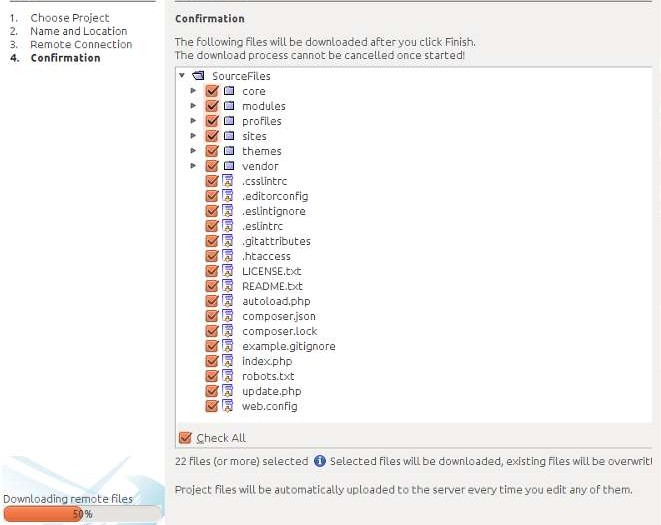 1. Choose Project
2. Name and Location
3. Remote Connection
4. Confirmation
Confirmation
The following files will be downloaded after you click Finish.
The download process cannot be cancelled once started!
SourceFiles
core
modules
profiles
sites
themes
vendor
.csslintrc
.editorconfig
.eslintignore
.eslintrc
.gitattributes
.htaccess
LICENSE.txt
README.txt
autoload.php
composer.json
composer.lock
example.gitignore
index.php
robots.txt
update.php
web.config
Check All
22 files (or more) selected Selected files will be downloaded, existing files will be overwrit
Project files will be automatically uploaded to the server every time you edit any of them.
Downloading remote files
50%